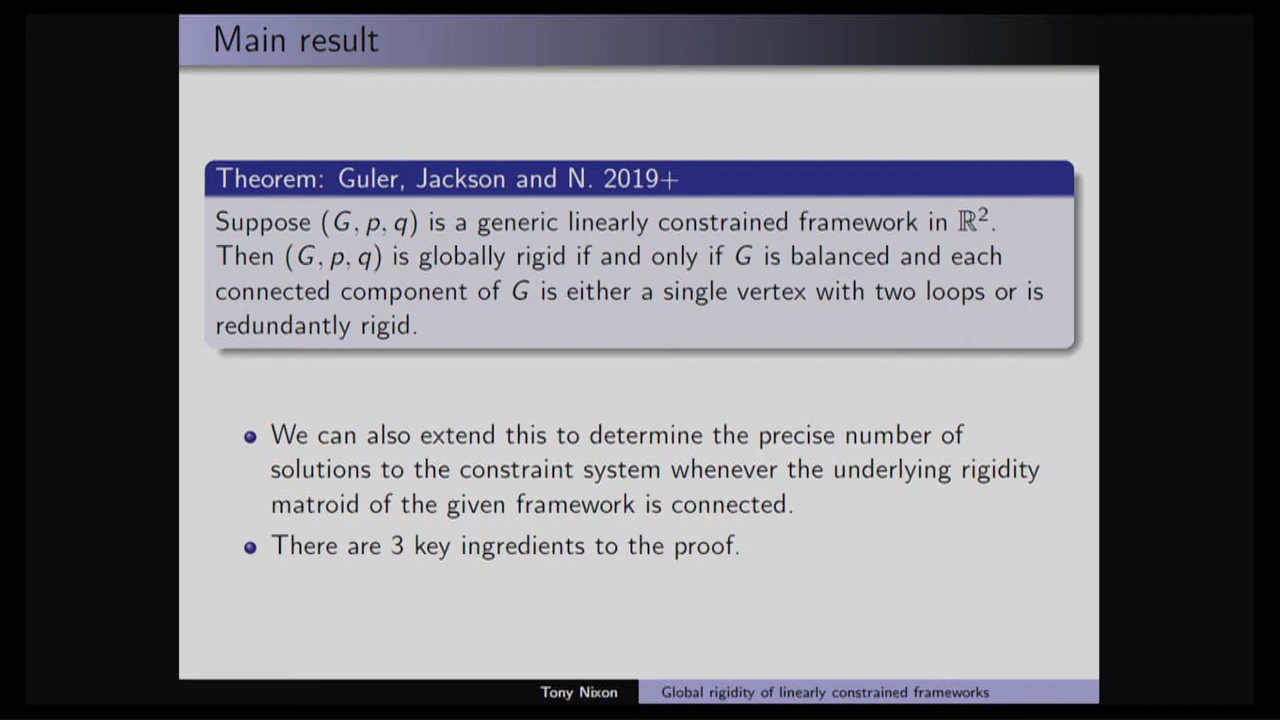 Main result
Theorem: Guler, Jackson and N. 2019+
Suppose (G, p, q) is a generic linearly constrained framework in ℝ².
Then (G, p, q) is globally rigid if and only if G is balanced and each
connected component of G is either a single vertex with two loops or is
redundantly rigid.
We can also extend this to determine the precise number of
solutions to the constraint system whenever the underlying rigidity
matroid of the given framework is connected.
There are 3 key ingredients to the proof.
Tony Nixon
Global rigidity of linearly constrained frameworks